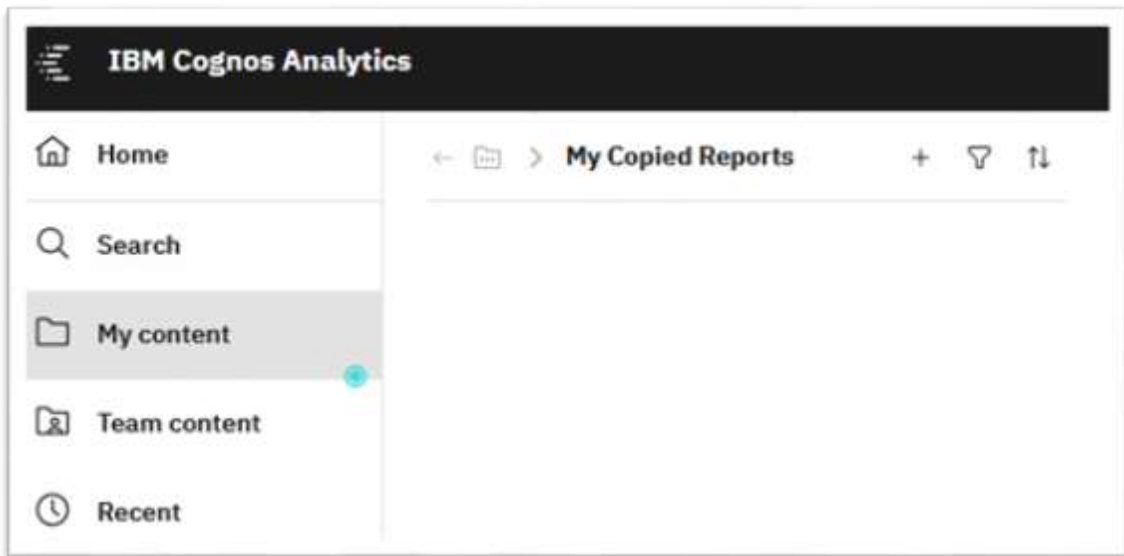 IBM Cognos Analytics
Home
My Copied Reports
Search
My content
Team content
Recent